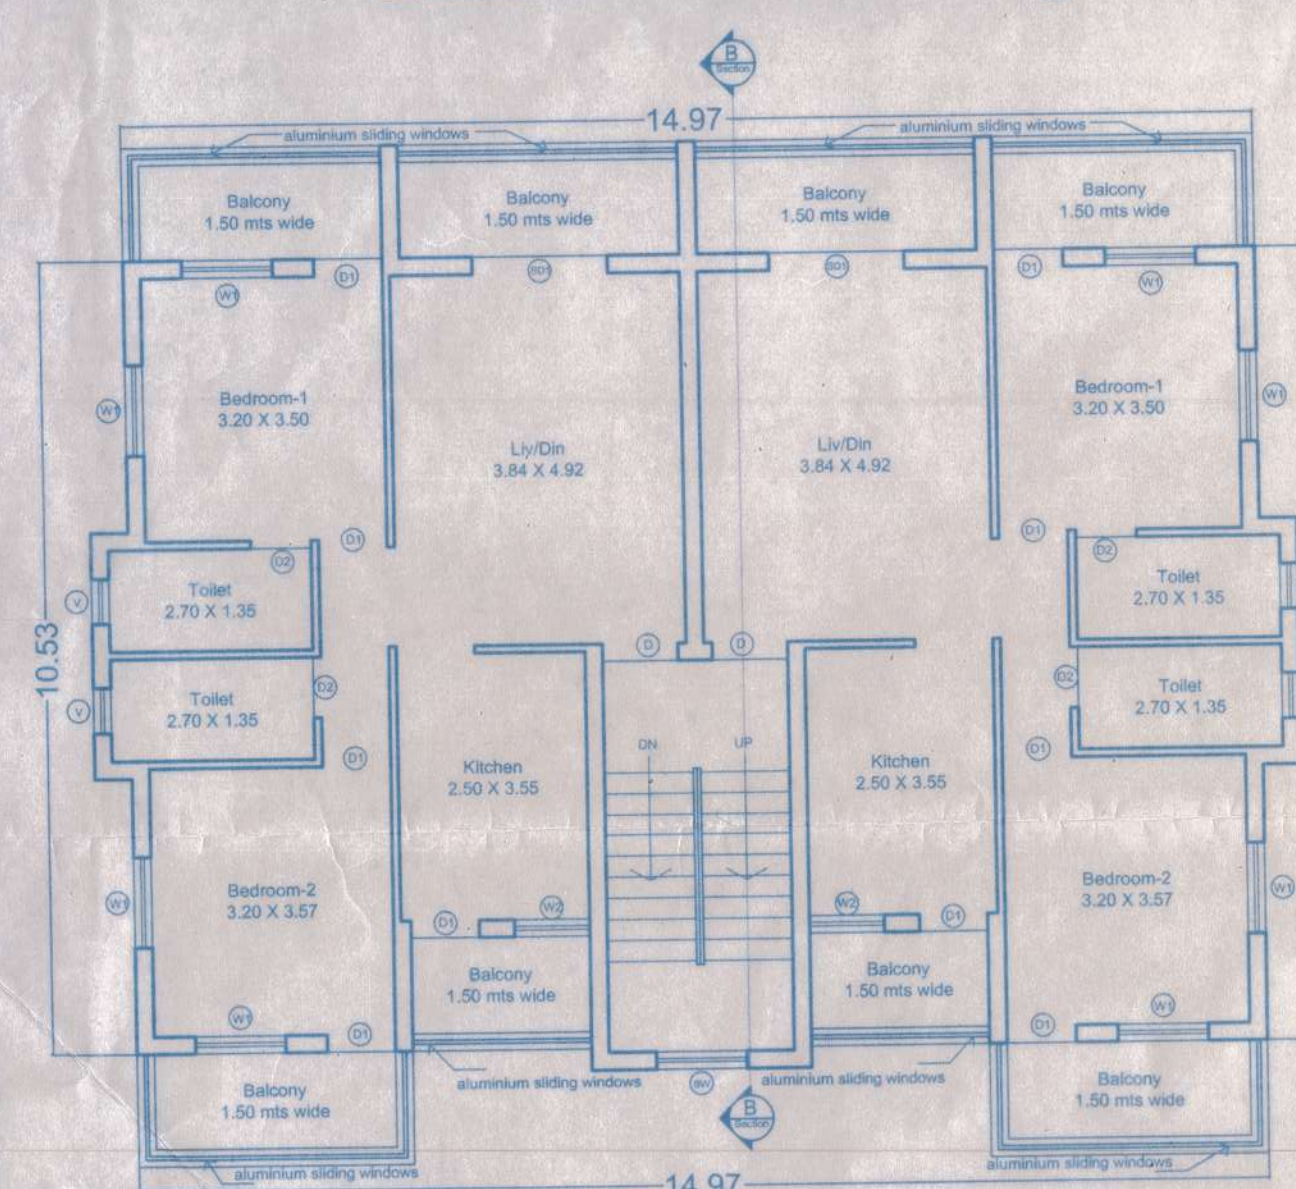 B
Section
14.97
aluminium sliding windows
aluminium sliding windows
Balcony
1.50 mts wide
Balcony
1.50 mts wide
Balcony
1.50 mts wide
Balcony
1.50 mts wide
D1
SD1
SD1
D1
W1
W1
Bedroom-1
3.20 X 3.50
Bedroom-1
3.20 X 3.50
W1
W1
Liv/Din
3.84 X 4.92
Liv/Din
3.84 X 4.92
D1
D1
D2
D2
Toilet
2.70 X 1.35
Toilet
2.70 X 1.35
V
10.53
D
D
D2
D2
Toilet
2.70 X 1.35
Toilet
2.70 X 1.35
V
DN
UP
D1
D1
Kitchen
2.50 X 3.55
Kitchen
2.50 X 3.55
Bedroom-2
3.20 X 3.57
Bedroom-2
3.20 X 3.57
W1
W1
D1
W2
W2
D1
Balcony
1.50 mts wide
Balcony
1.50 mts wide
W1
D1
D1
W1
aluminium sliding windows
SW
aluminium sliding windows
Balcony
1.50 mts wide
B
Section
Balcony
1.50 mts wide
aluminium sliding windows
aluminium sliding windows
14.97